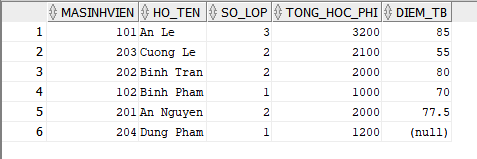 MASINHVIEN HO_TEN SO_LOP TONG_HOC_PHI DIEM_TB
1 101 An Le 3 3200 85
2 203 Cuong Le 2 2100 55
3 202 Binh Tran 2 2000 80
4 102 Binh Pham 1 1000 70
5 201 An Nguyen 2 2000 77.5
6 204 Dung Pham 1 1200 (null)